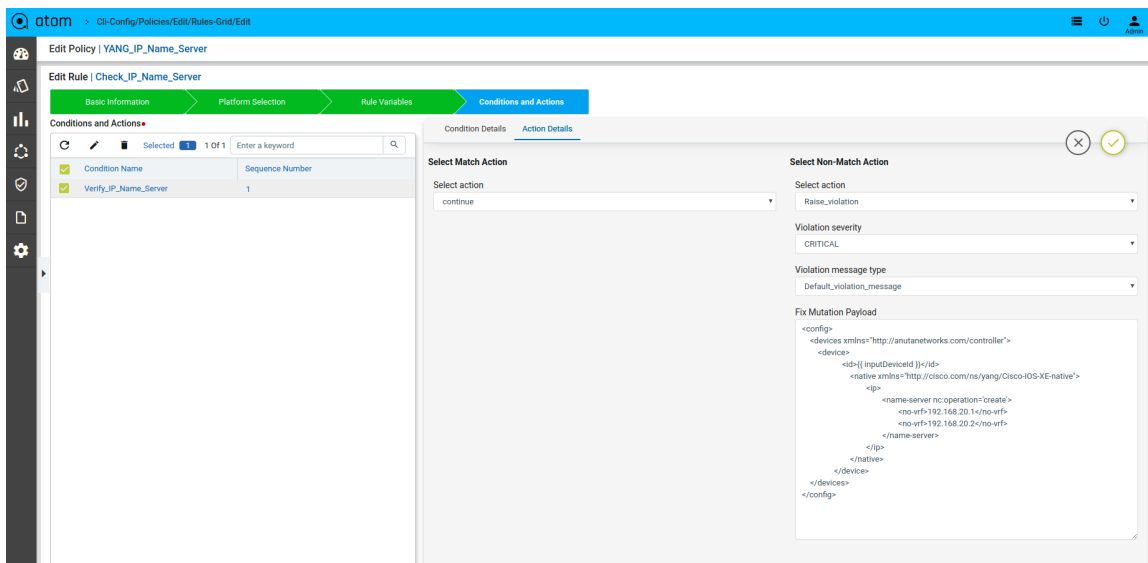 atom > Cli-Config/Policies/Edit/Rules-Grid/Edit
Admin
Edit Policy | YANG_IP_Name_Server
Edit Rule | Check_IP_Name_Server
Basic Information
Platform Selection
Rule Variables
Conditions and Actions
Conditions and Actions
Selected 1 1 Of 1 Enter a keyword
Condition Name Sequence Number
Verify_IP_Name_Server 1
Condition Details Action Details
Select Match Action
Select action
continue
Select Non-Match Action
Select action
Raise_violation
Violation severity
CRITICAL
Violation message type
Default_violation_message
Fix Mutation Payload
<config>
<devices xmlns="http://anutanetworks.com/controller">
<device>
<id>{{ inputDeviceId }}</id>
<native xmlns="http://cisco.com/ns/yang/Cisco-IOS-XE-native">
<ip>
<name-server nc:operation='create'>
<no-vrf>192.168.20.1</no-vrf>
<no-vrf>192.168.20.2</no-vrf>
</name-server>
</ip>
</native>
</device>
</devices>
</config>